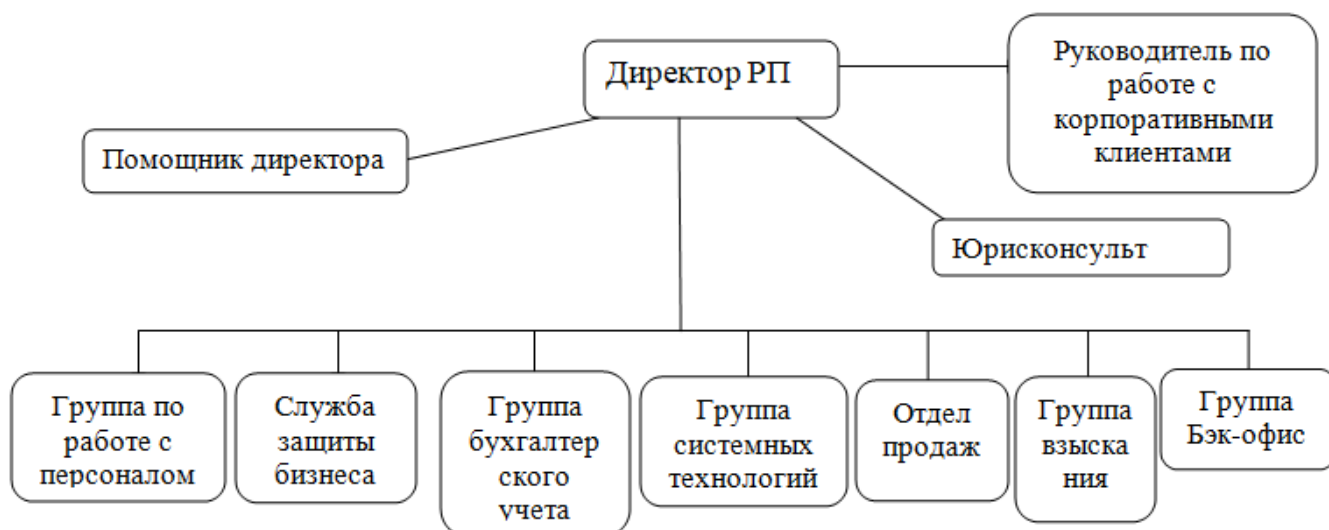 Директор РП
Руководитель по
работе с
корпоративными
клиентами
Помощник директора
Юрисконсульт
Группа по
работе с
персоналом
Служба
защиты
бизнеса
Группа
бухгалтер
ского
учета
Группа
системных
технологий
Отдел
продаж
Группа
взыска
ния
Группа
Бэк-офис